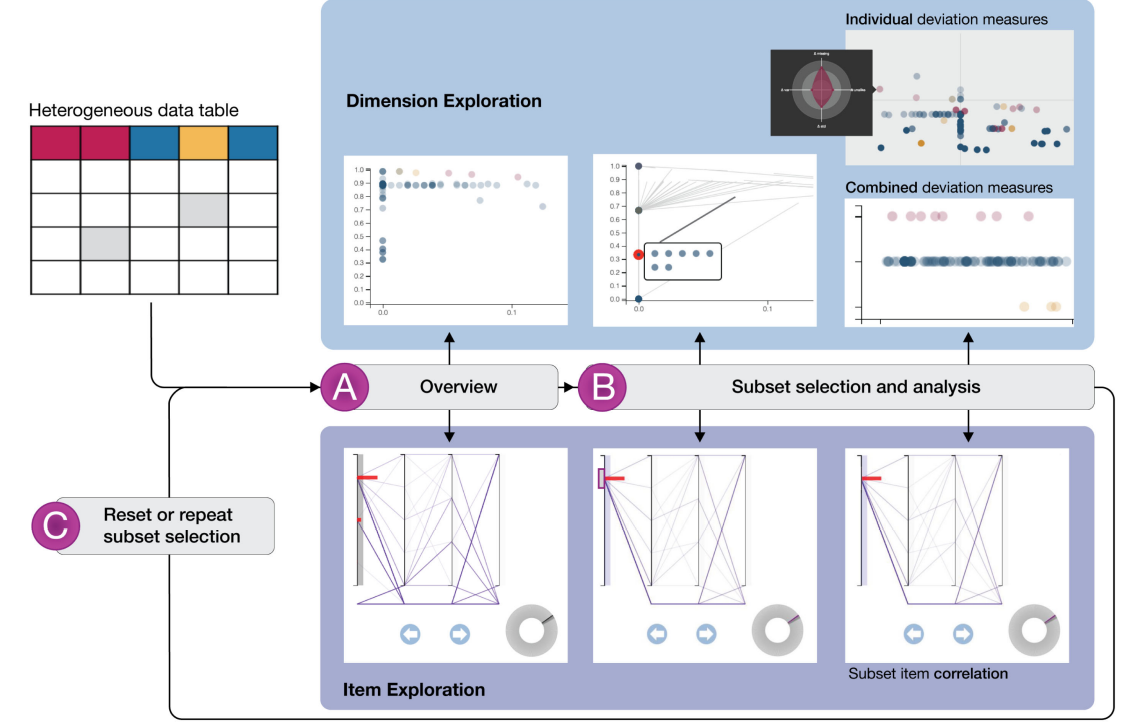 Individual deviation measures
Dimension Exploration
Heterogeneous data table
Combined deviation measures
1.0
0.9
0.8
0.7
0.6
0.5
0.4
0.3
0.2
0.1
0.0
0.0
0.1
1.0
0.9
0.8
0.7
0.6
0.5
0.4
0.3
0.2
0.1
0.0
0.0
0.1
A
Overview
B
Subset selection and analysis
C
Reset or repeat
subset selection
Subset item correlation
Item Exploration